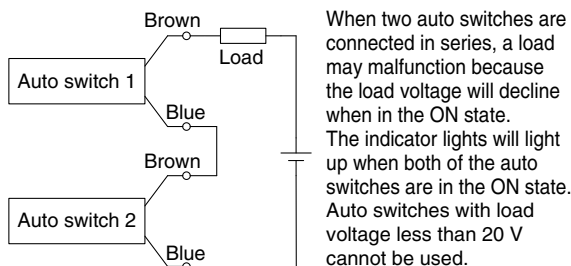 Brown
Load
Auto switch 1
Blue
Brown
Auto switch 2
Blue
When two auto switches are
connected in series, a load
may malfunction because
the load voltage will decline
when in the ON state.
The indicator lights will light
up when both of the auto
switches are in the ON state.
Auto switches with load
voltage less than 20 V
cannot be used.